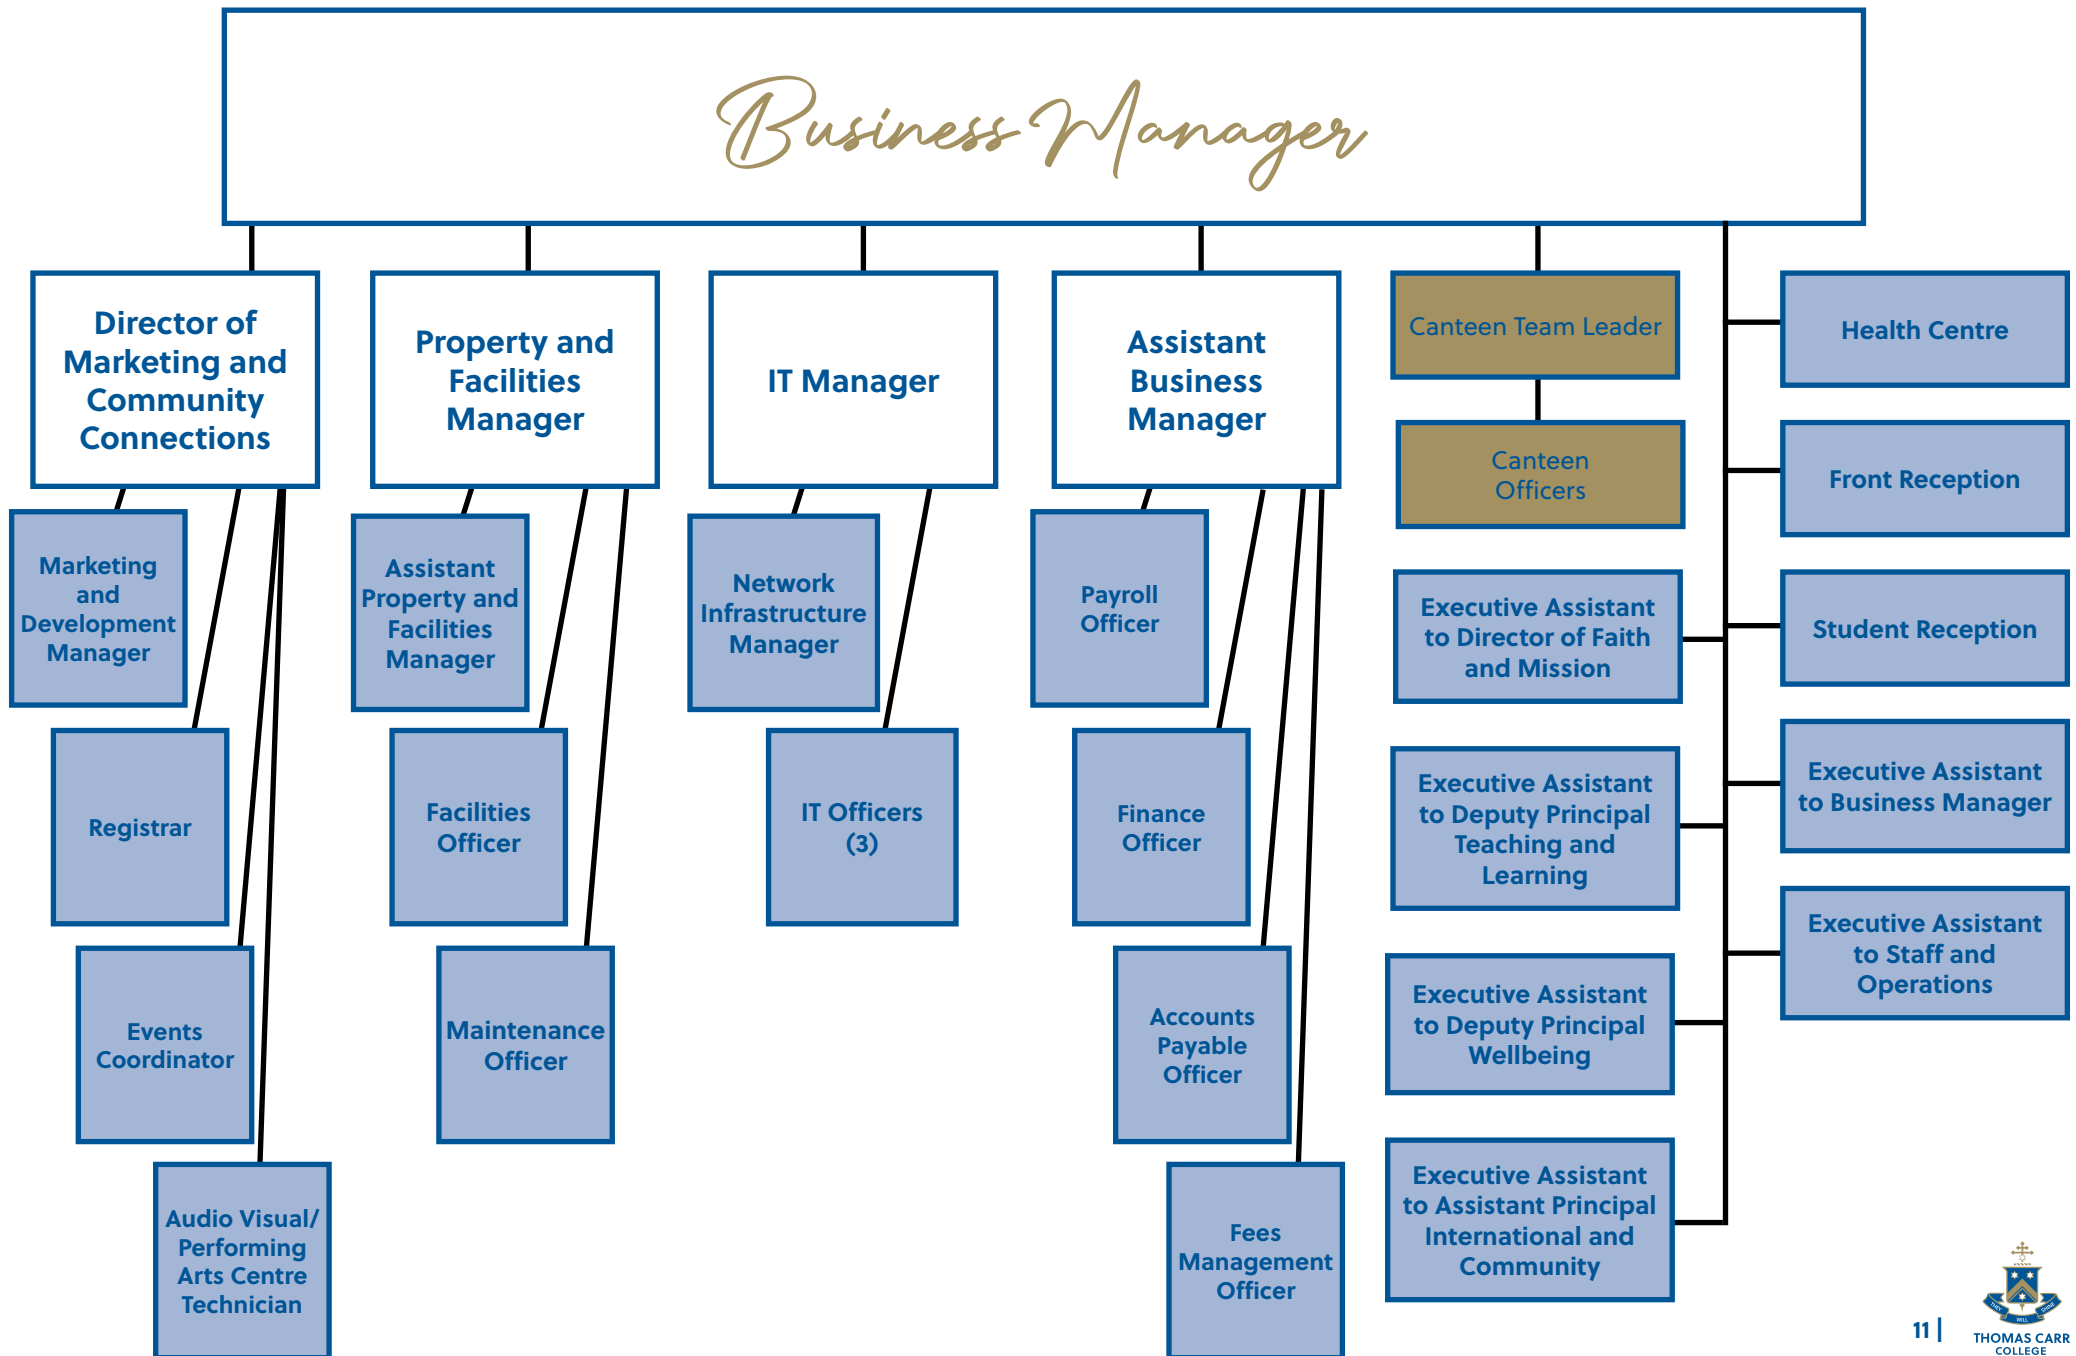 Business Manager
Director of
Marketing and
Community
Connections
Property and
Facilities
Manager
IT Manager
Assistant
Business
Manager
Canteen Team Leader
Canteen
Officers
Health Centre
Front Reception
Student Reception
Executive Assistant
to Business Manager
Executive Assistant
to Staff and
Operations
Marketing
and
Development
Manager
Registrar
Events
Coordinator
Audio Visual/
Performing
Arts Centre
Technician
Assistant
Property and
Facilities
Manager
Facilities
Officer
Maintenance
Officer
Network
Infrastructure
Manager
IT Officers
(3)
Payroll
Officer
Finance
Officer
Accounts
Payable
Officer
Fees
Management
Officer
Executive Assistant
to Director of Faith
and Mission
Executive Assistant
to Deputy Principal
Teaching and
Learning
Executive Assistant
to Deputy Principal
Wellbeing
Executive Assistant
to Assistant Principal
International and
Community
11 |
THEY WILL SHINE
THOMAS CARR
COLLEGE